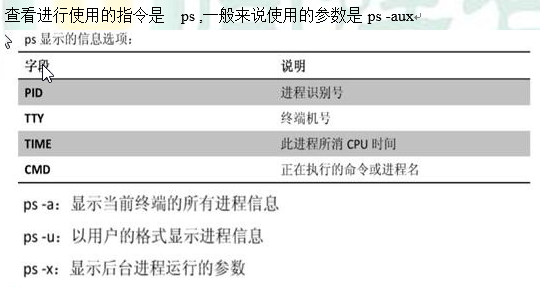 查看进行使用的指令是 ps ,一般来说使用的参数是 ps -aux
ps 显示的信息选项：
字段 说明
PID 进程识别号
TTY 终端机号
TIME 此进程所消 CPU 时间
CMD 正在执行的命令或进程名
ps -a：显示当前终端的所有进程信息
ps -u：以用户的格式显示进程信息
ps -x：显示后台进程运行的参数